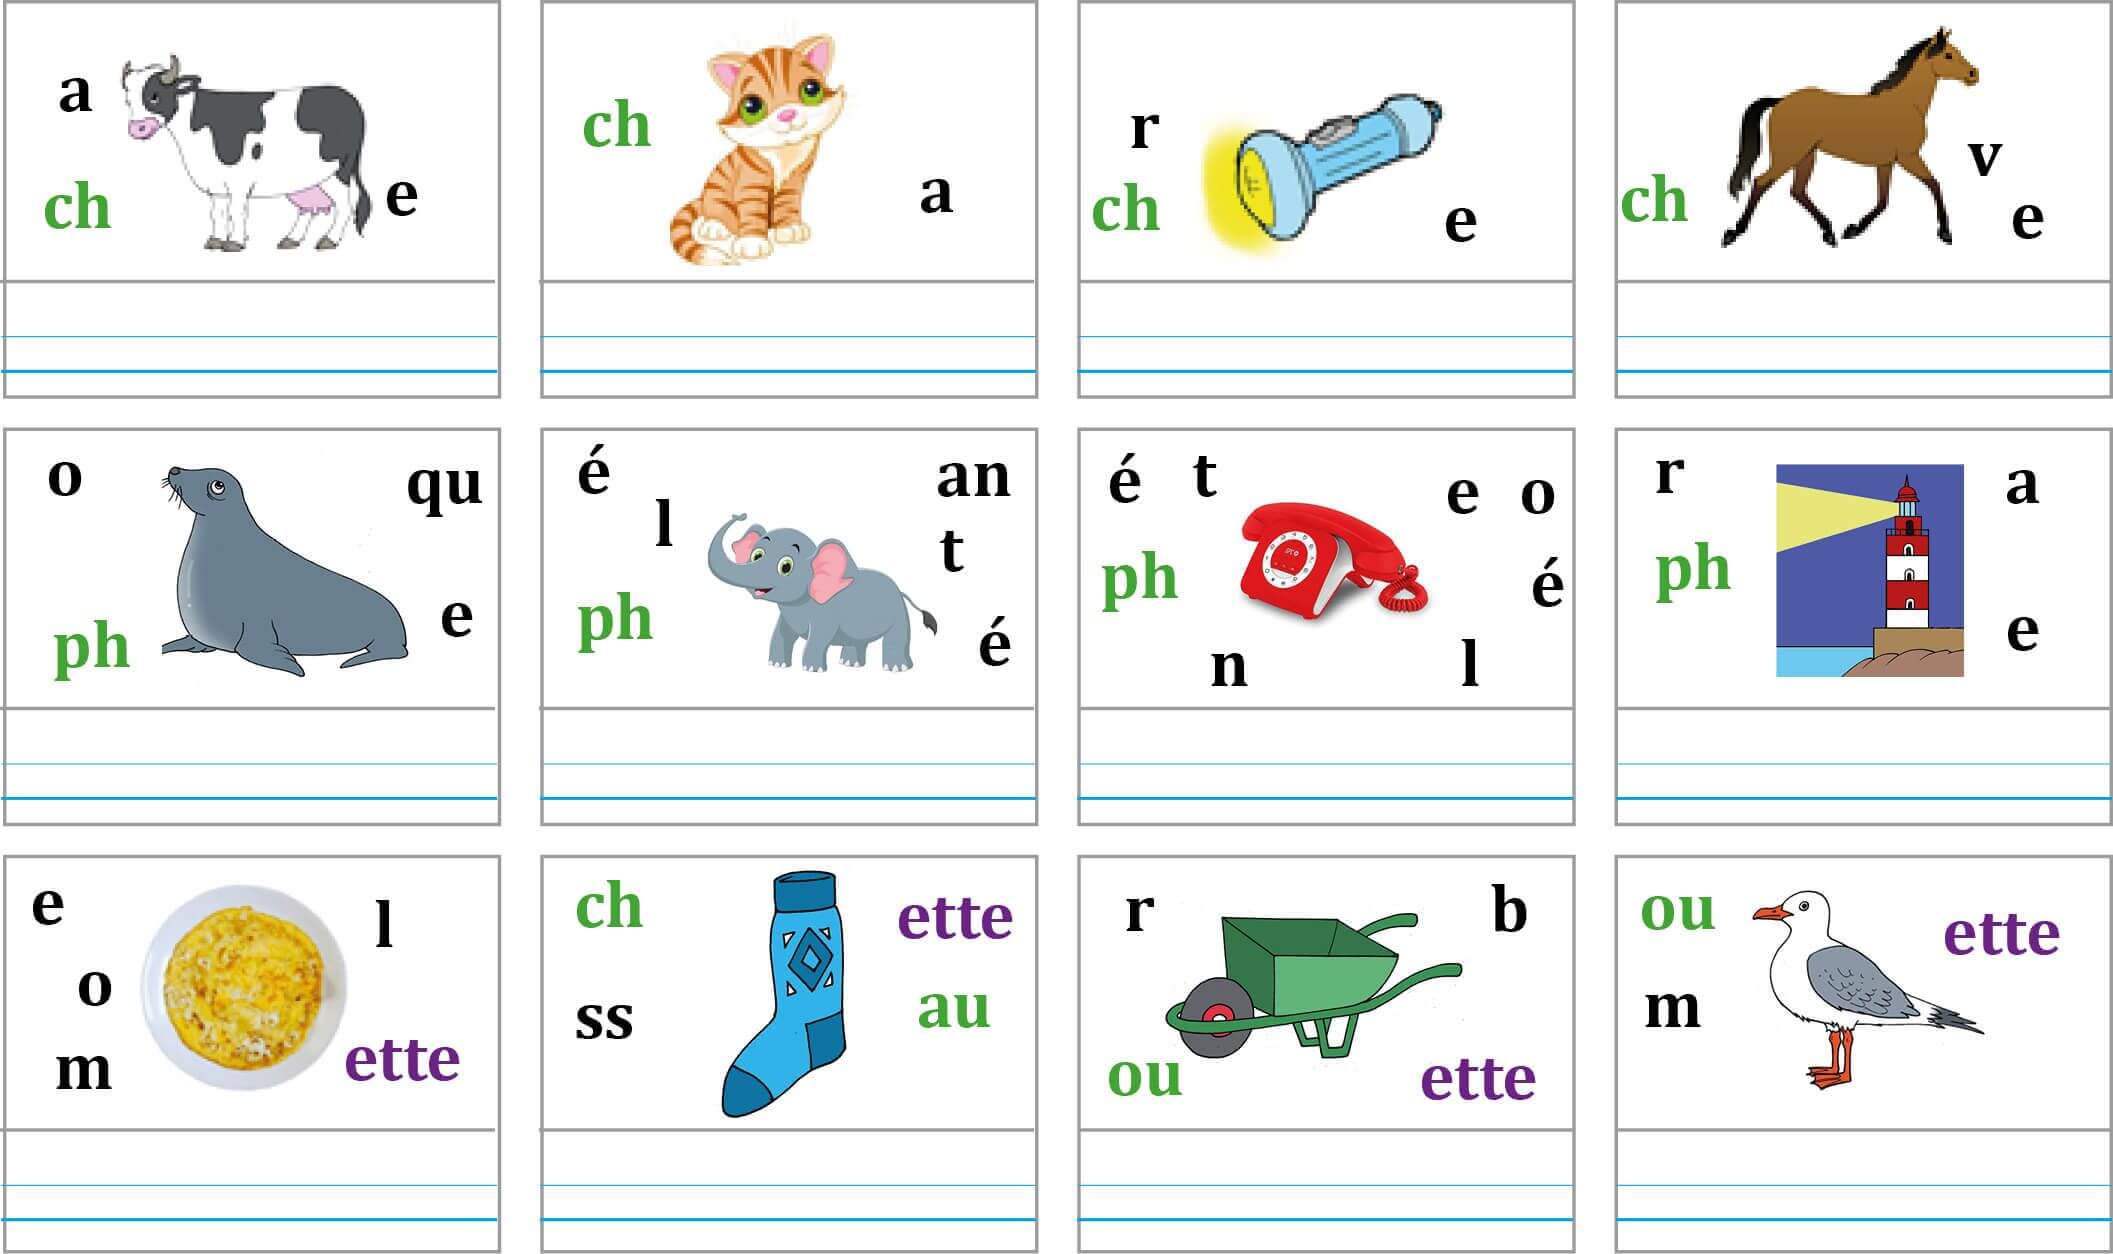 a
ch e
ch
a
r
ch e
v
ch e
o qu
ph e
é an
l t
ph é
é t e o
ph é
n l
r a
ph e
e l
o
m ette
ch ette
ss au
r b
ou ette
ou ette
m